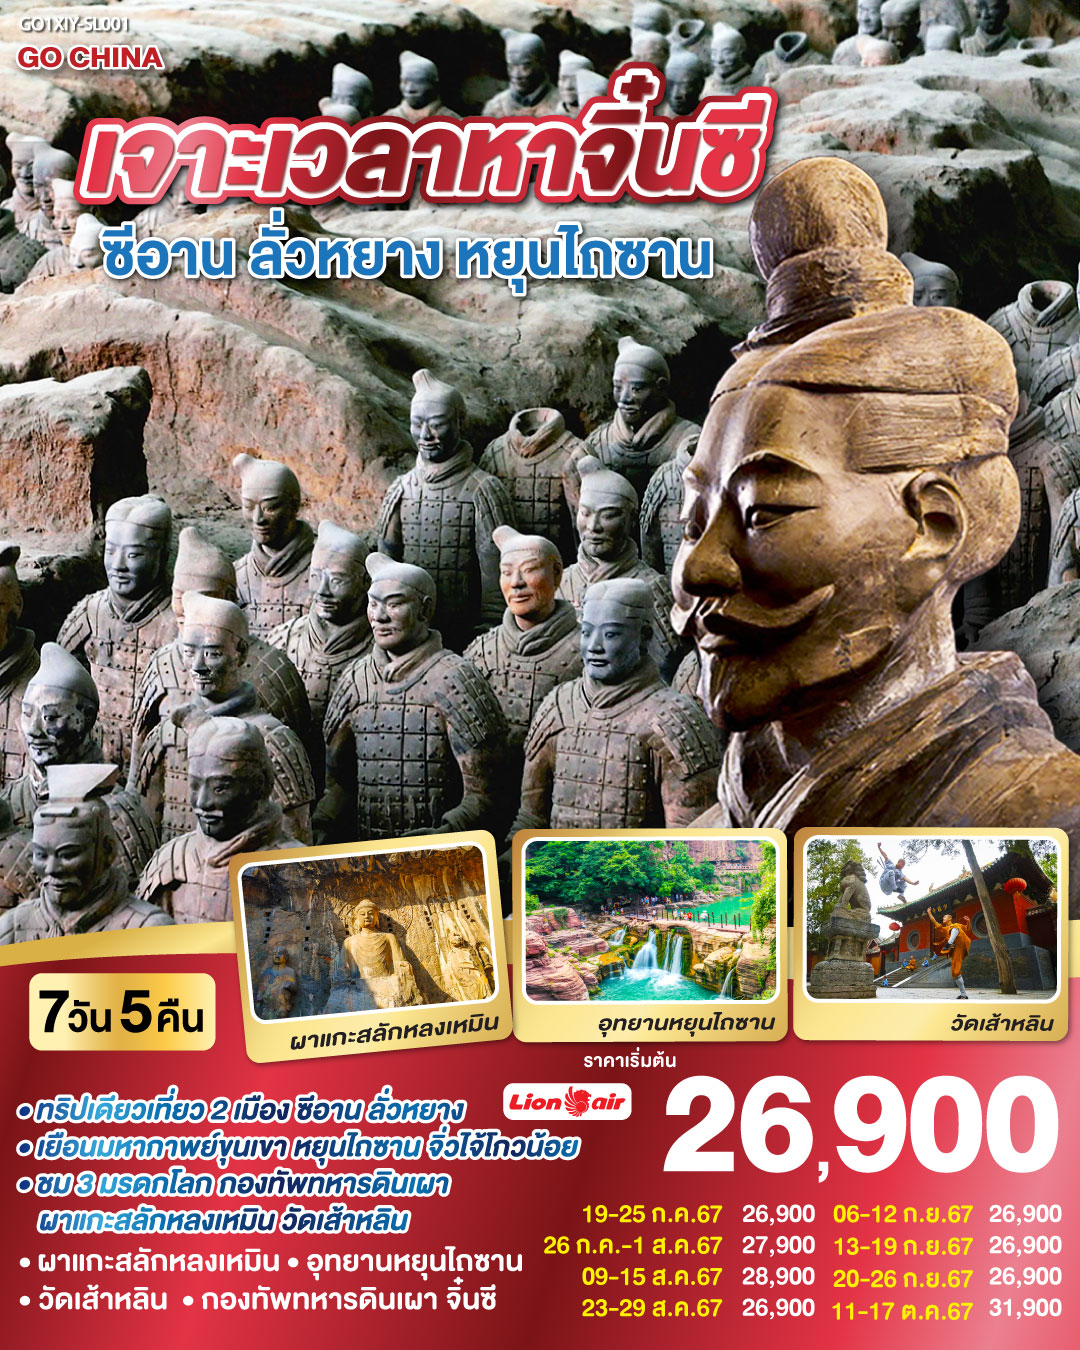 GO1XIY-SL001
GO CHINA
เจาะเวลาหาจิ๋นซี
ซีอาน ลั่วหยาง หยุนไถซาน
7วัน 5คืน
ผาแกะสลักหลงเหมิน
อุทยานหยุนไถซาน
วัดเส้าหลิน
ราคาเริ่มต้น
Lion air
26,900
•ทริปเดียวเที่ยว 2 เมือง ซีอาน ลั่วหยาง
•เยือนมหากาพย์ขุนเขา หยุนไถซาน จิ่วไจ้โกวน้อย
•ชม 3 มรดกโลก กองทัพทหารดินเผา
ผาแกะสลักหลงเหมิน วัดเส้าหลิน
• ผาแกะสลักหลงเหมิน • อุทยานหยุนไถซาน
• วัดเส้าหลิน • กองทัพทหารดินเผา จิ๋นซี
19-25 ก.ค.67 26,900 06-12 ก.ย.67 26,900
26 ก.ค.-1 ส.ค.67 27,900 13-19 ก.ย.67 26,900
09-15 ส.ค.67 28,900 20-26 ก.ย.67 26,900
23-29 ส.ค.67 26,900 11-17 ต.ค.67 31,900